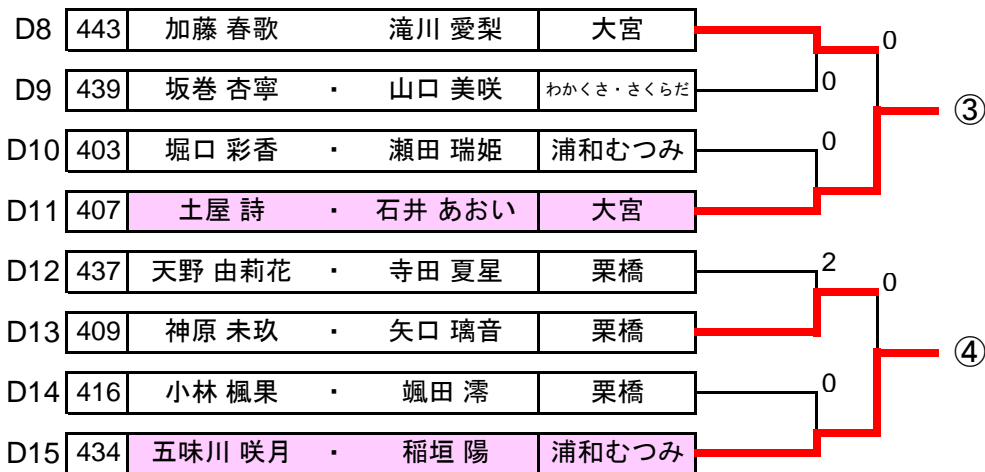 D8 443 加藤 春歌 滝川 愛梨 大宮
0
D9 439 坂巻 杏寧 ・ 山口 美咲 わかくさ・さくらだ 0
③
D10 403 堀口 彩香 ・ 瀬田 瑞姫 浦和むつみ 0
D11 407 土屋 詩 ・ 石井 あおい 大宮
D12 437 天野 由莉花 ・ 寺田 夏星 栗橋 2
0
D13 409 神原 未玖 ・ 矢口 璃音 栗橋
④
D14 416 小林 楓果 ・ 颯田 澪 栗橋 0
D15 434 五味川 咲月 ・ 稲垣 陽 浦和むつみ